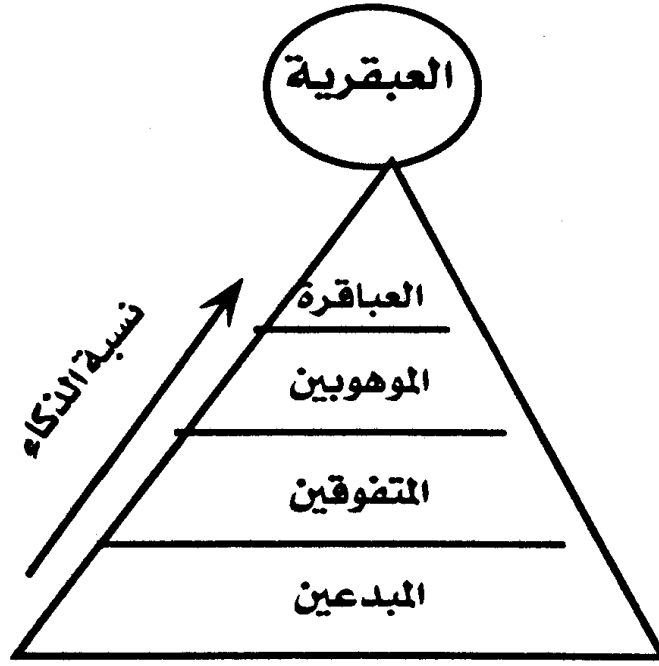 العبقرية
العباقرة
الموهوبين
المتفوقين
المبدعين
نسبة الذكاء